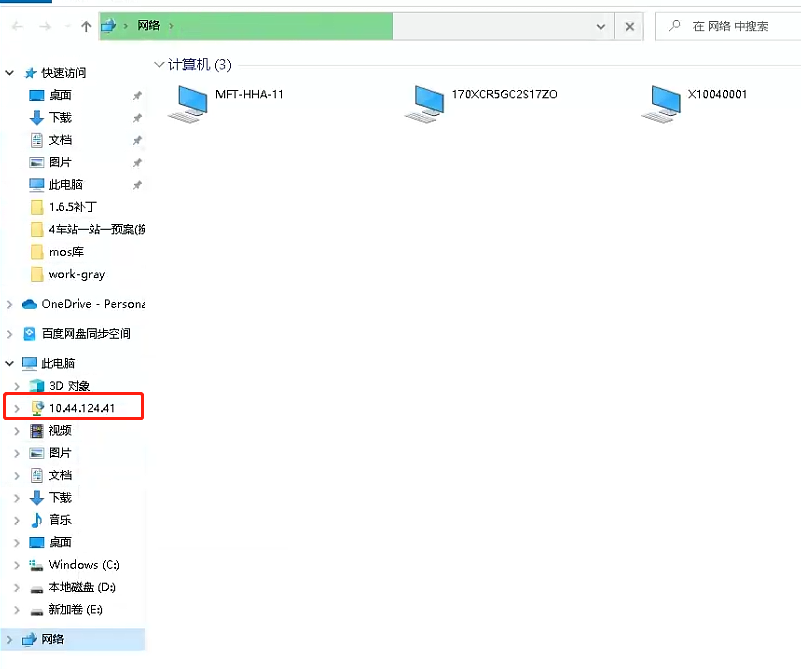 网络
在 网络 中搜索
快速访问
桌面
下载
文档
图片
此电脑
1.6.5补丁
4车站一站一预案(换
mos库
work-gray
OneDrive - Persona
百度网盘同步空间
此电脑
3D 对象
10.44.124.41
视频
图片
文档
下载
音乐
桌面
Windows (C:)
本地磁盘 (D:)
新加卷 (E:)
网络
计算机 (3)
MFT-HHA-11
170XCR5GC2S17ZO
X10040001